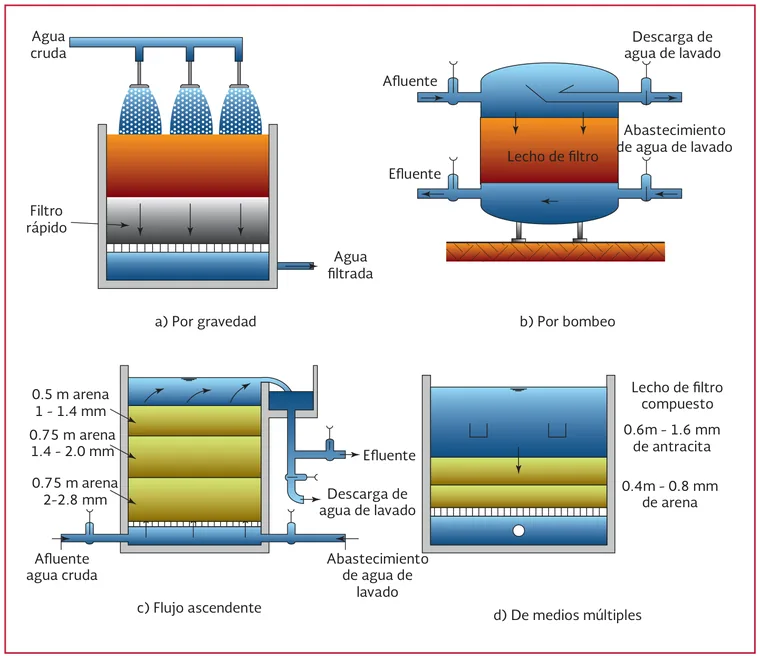 Agua
cruda
Filtro
rápido
Agua
filtrada
a) Por gravedad
Descarga de
agua de lavado
Afluente
Abastecimiento
de agua de lavado
Lecho de filtro
Efluente
b) Por bombeo
0.5 m arena
1 - 1.4 mm
0.75 m arena
1.4 - 2.0 mm
0.75 m arena
2-2.8 mm
Efluente
Descarga de
agua de lavado
Afluente
agua cruda
Abastecimiento
de agua de
lavado
c) Flujo ascendente
Lecho de filtro
compuesto
0.6m - 1.6 mm
de antracita
0.4m - 0.8 mm
de arena
d) De medios múltiples